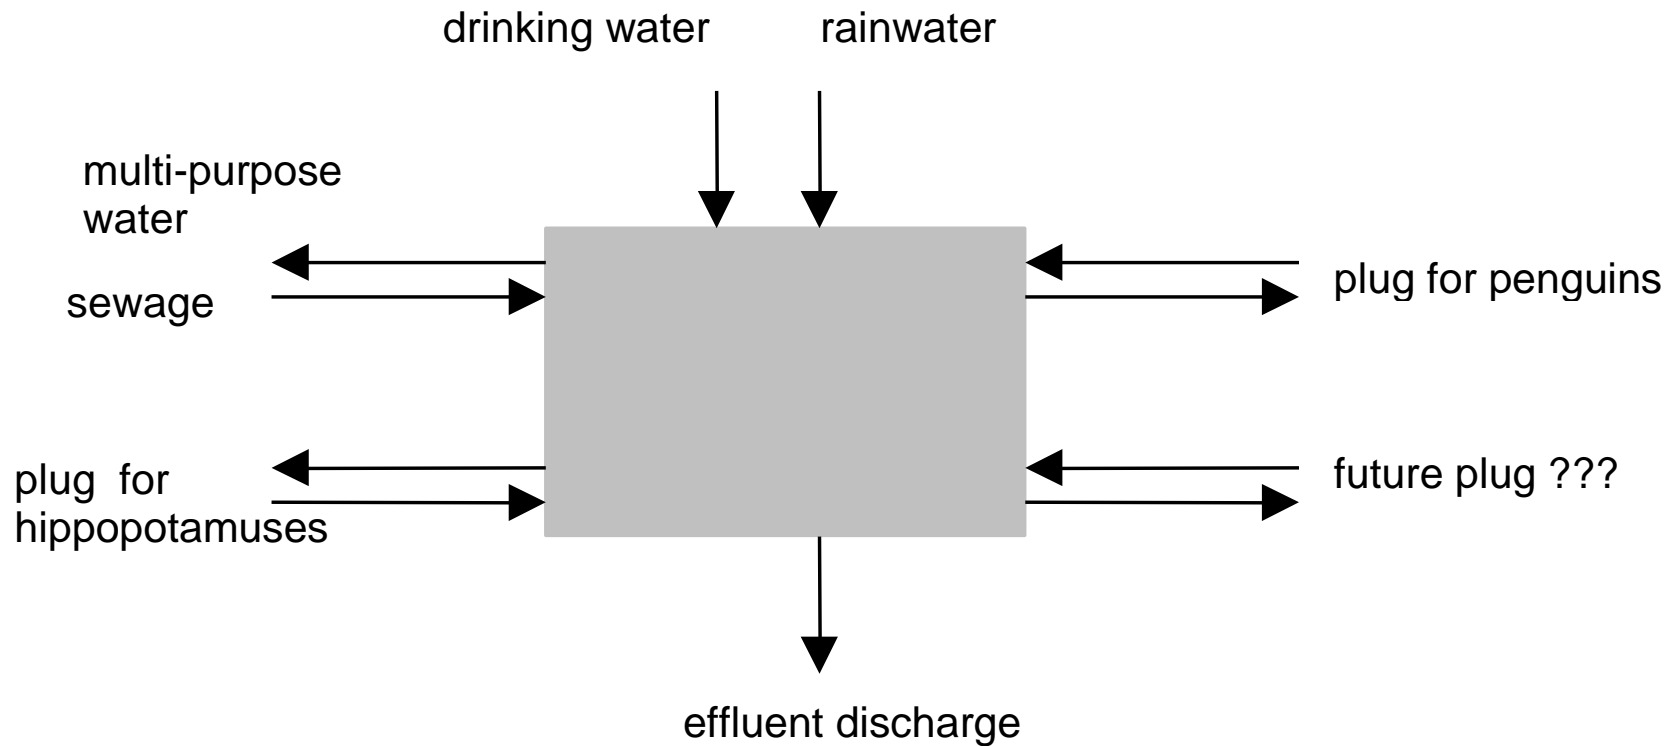 drinking water
rainwater
multi-purpose
water
sewage
plug for penguins
plug for
hippopotamuses
future plug ???
effluent discharge